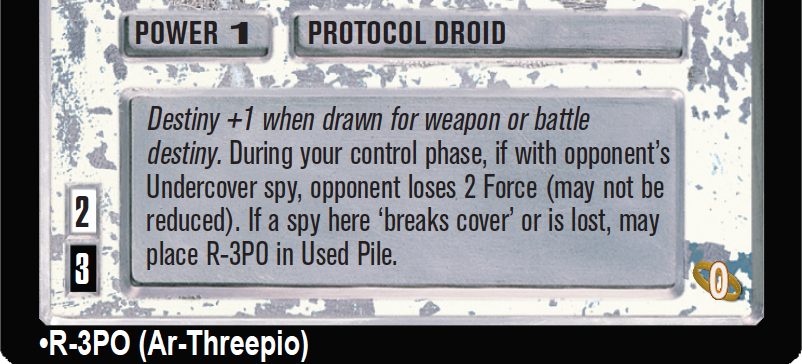 POWER 1 PROTOCOL DROID
Destiny +1 when drawn for weapon or battle
destiny. During your control phase, if with opponent's
Undercover spy, opponent loses 2 Force (may not be
reduced). If a spy here ‘breaks cover’ or is lost, may
place R-3PO in Used Pile.
2
3
0
•R-3PO (Ar-Threepio)